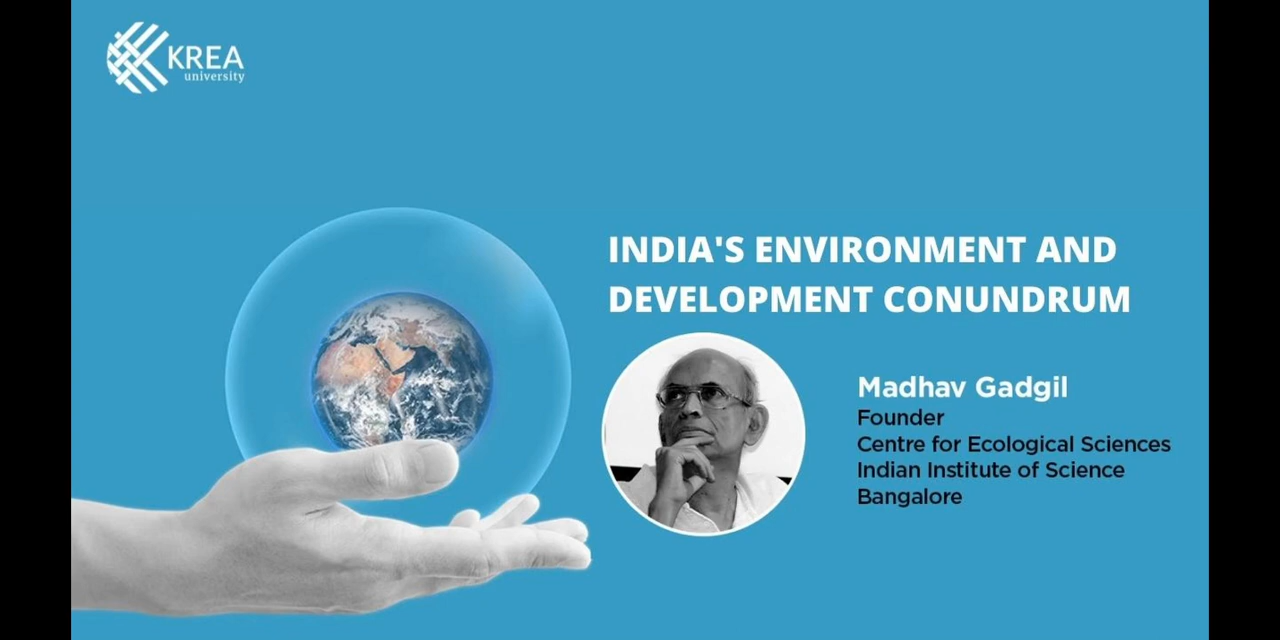 KREA
university
INDIA'S ENVIRONMENT AND
DEVELOPMENT CONUNDRUM
Madhav Gadgil
Founder
Centre for Ecological Sciences
Indian Institute of Science
Bangalore